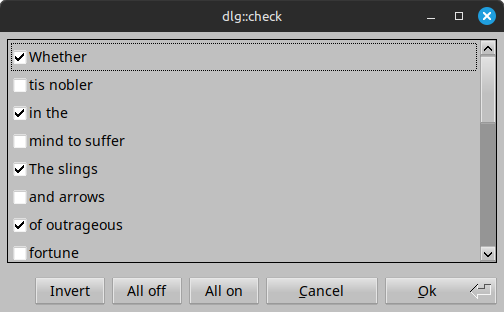 dlg::check
Whether
tis nobler
in the
mind to suffer
The slings
and arrows
of outrageous
fortune
Invert All off All on Cancel Ok